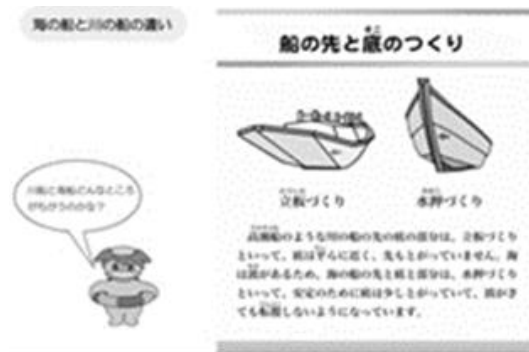 海の船と川の船の違い
川船と海船どんなところ
がちがうのかな？
船の先と底のつくり
立板づくり
水押づくり
高瀬船のような川の船の先の底の部分は、立板づくり
といって、底は平らに近く、先もとがっていません。海
は波があるため、海の船の先と底と部分は、水押づくり
といって、安定のために底は少しとがっていて、波がき
ても転覆しないようになっています。